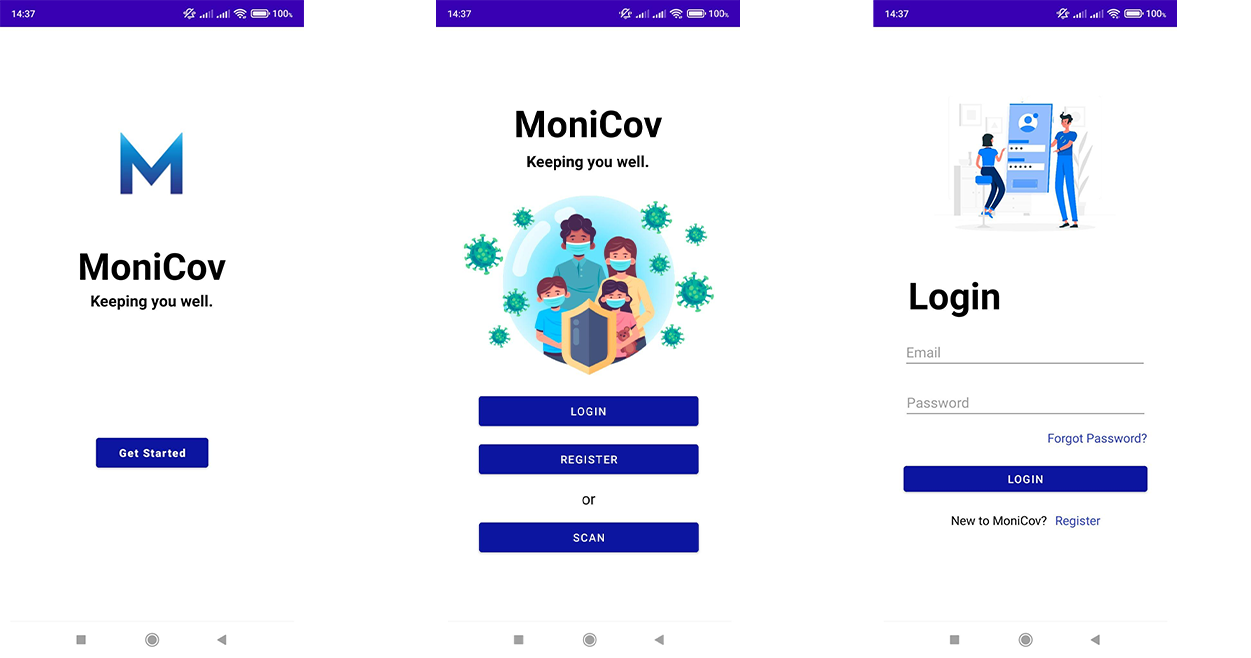 14:37
100%
M
MoniCov
Keeping you well.
Get Started
14:37
100%
MoniCov
Keeping you well.
LOGIN
REGISTER
or
SCAN
14:37
100%
Login
Email
Password
Forgot Password?
LOGIN
New to MoniCov? Register